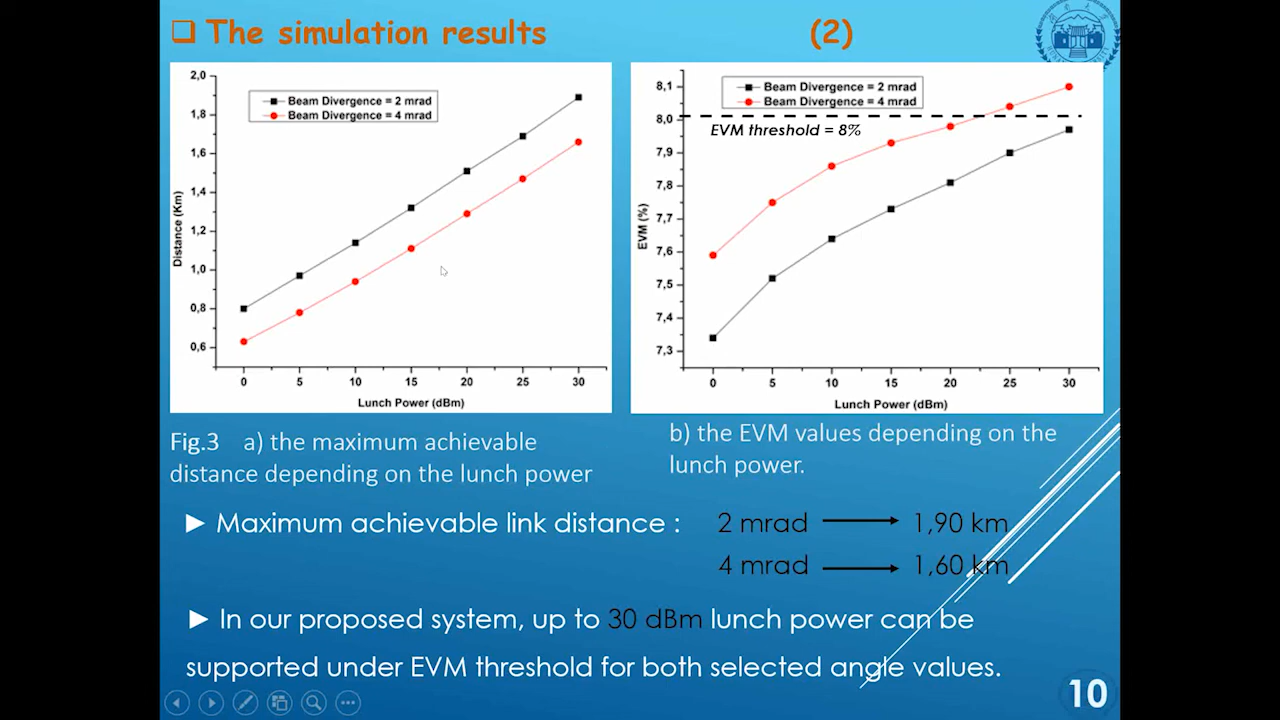 The simulation results (2)
2,0
1,8
1,6
1,4
1,2
1,0
0,8
0,6
Distance (Km)
Beam Divergence = 2 mrad
Beam Divergence = 4 mrad
0 5 10 15 20 25 30
Lunch Power (dBm)
8,1
8,0
7,9
7,8
7,7
7,6
7,5
7,4
7,3
EVM (%)
Beam Divergence = 2 mrad
Beam Divergence = 4 mrad
EVM threshold = 8%
0 5 10 15 20 25 30
Lunch Power (dBm)
Fig.3 a) the maximum achievable
distance depending on the lunch power
b) the EVM values depending on the
lunch power.
► Maximum achievable link distance : 2 mrad → 1,90 km
4 mrad → 1,60 km
► In our proposed system, up to 30 dBm lunch power can be
supported under EVM threshold for both selected angle values.
10